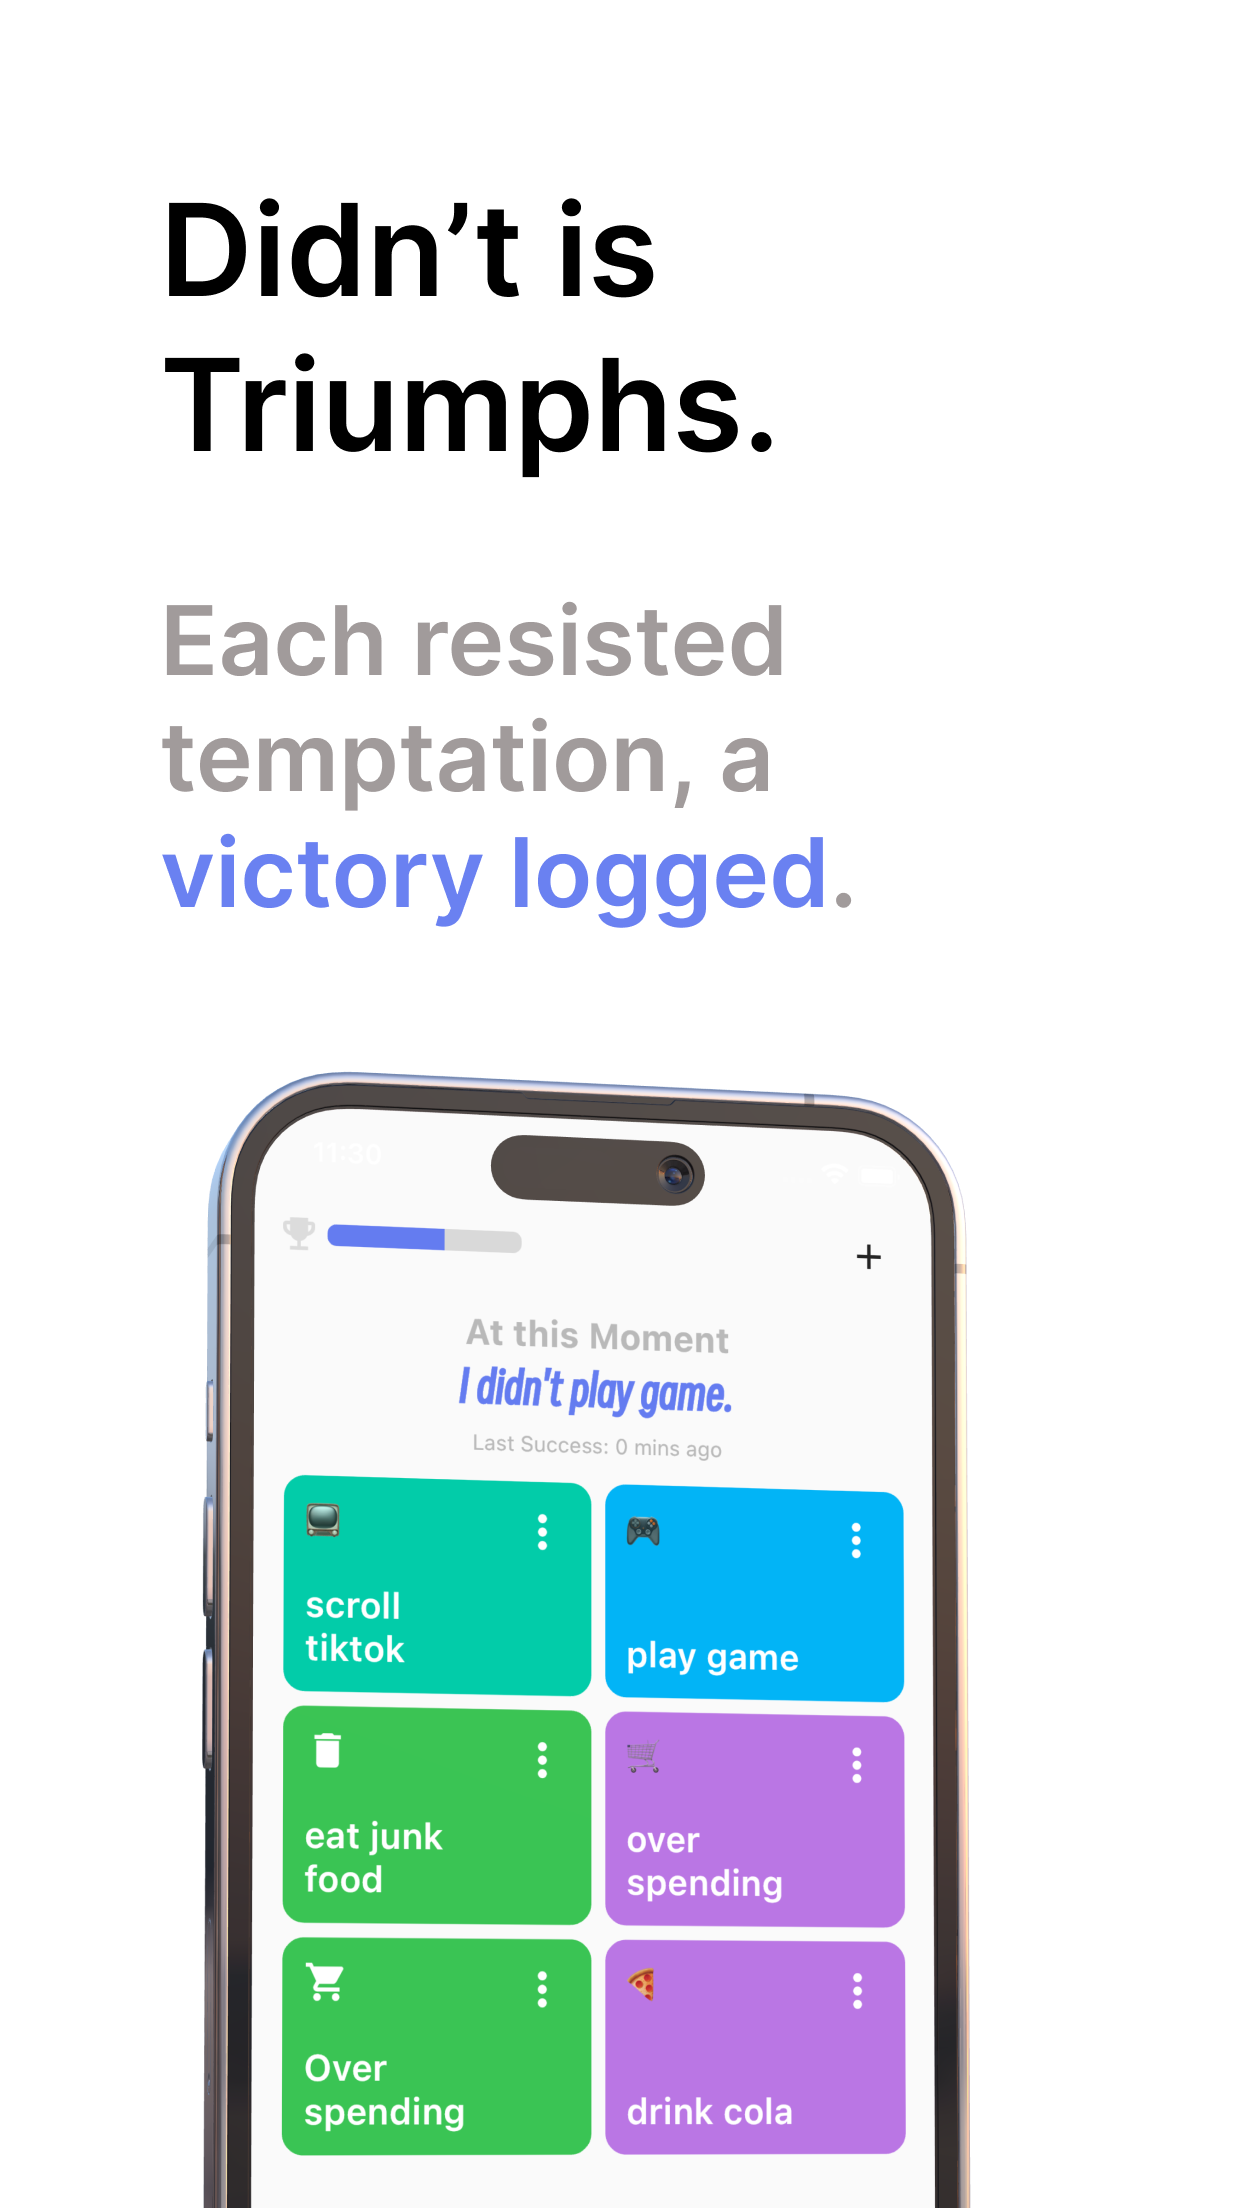 Didn’t is
Triumphs.
Each resisted
temptation, a
victory logged.
11:30
At this Moment
I didn't play game.
Last Success: 0 mins ago
scroll
tiktok
play game
eat junk
food
over
spending
Over
spending
drink cola